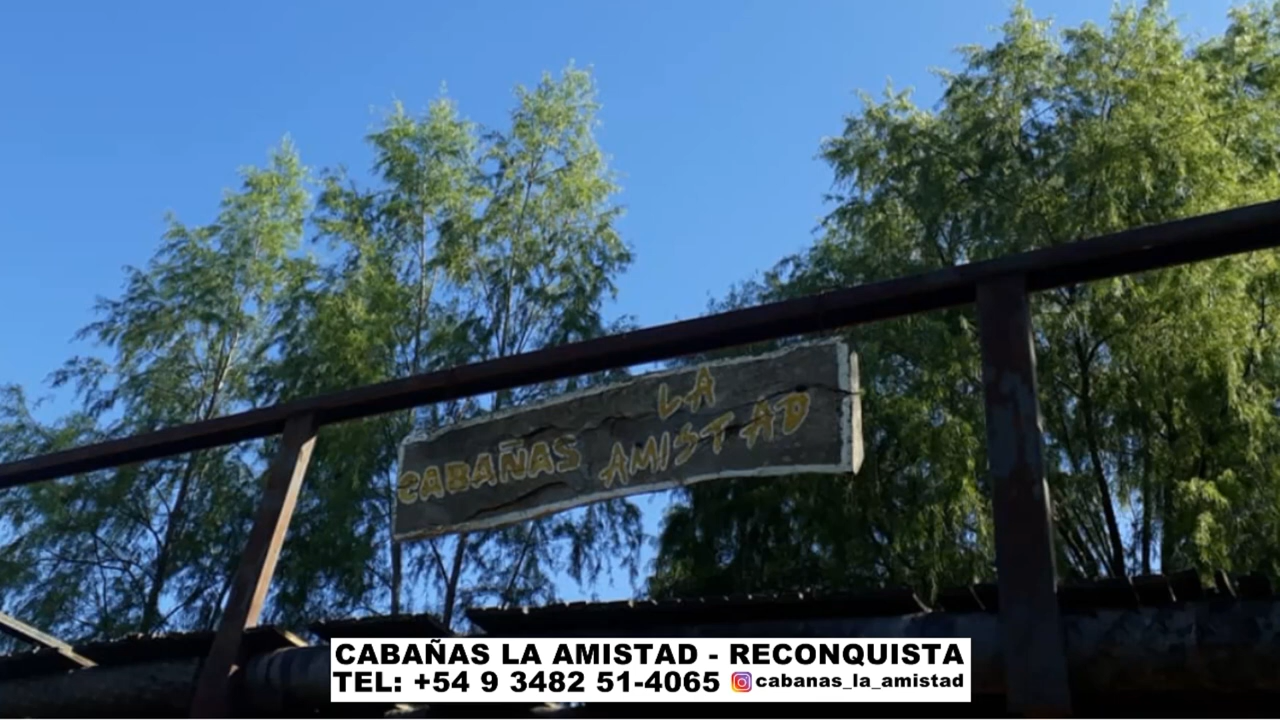 LA
CABAÑAS AMISTAD
CABAÑAS LA AMISTAD - RECONQUISTA
TEL: +54 9 3482 51-4065 cabanas_la_amistad